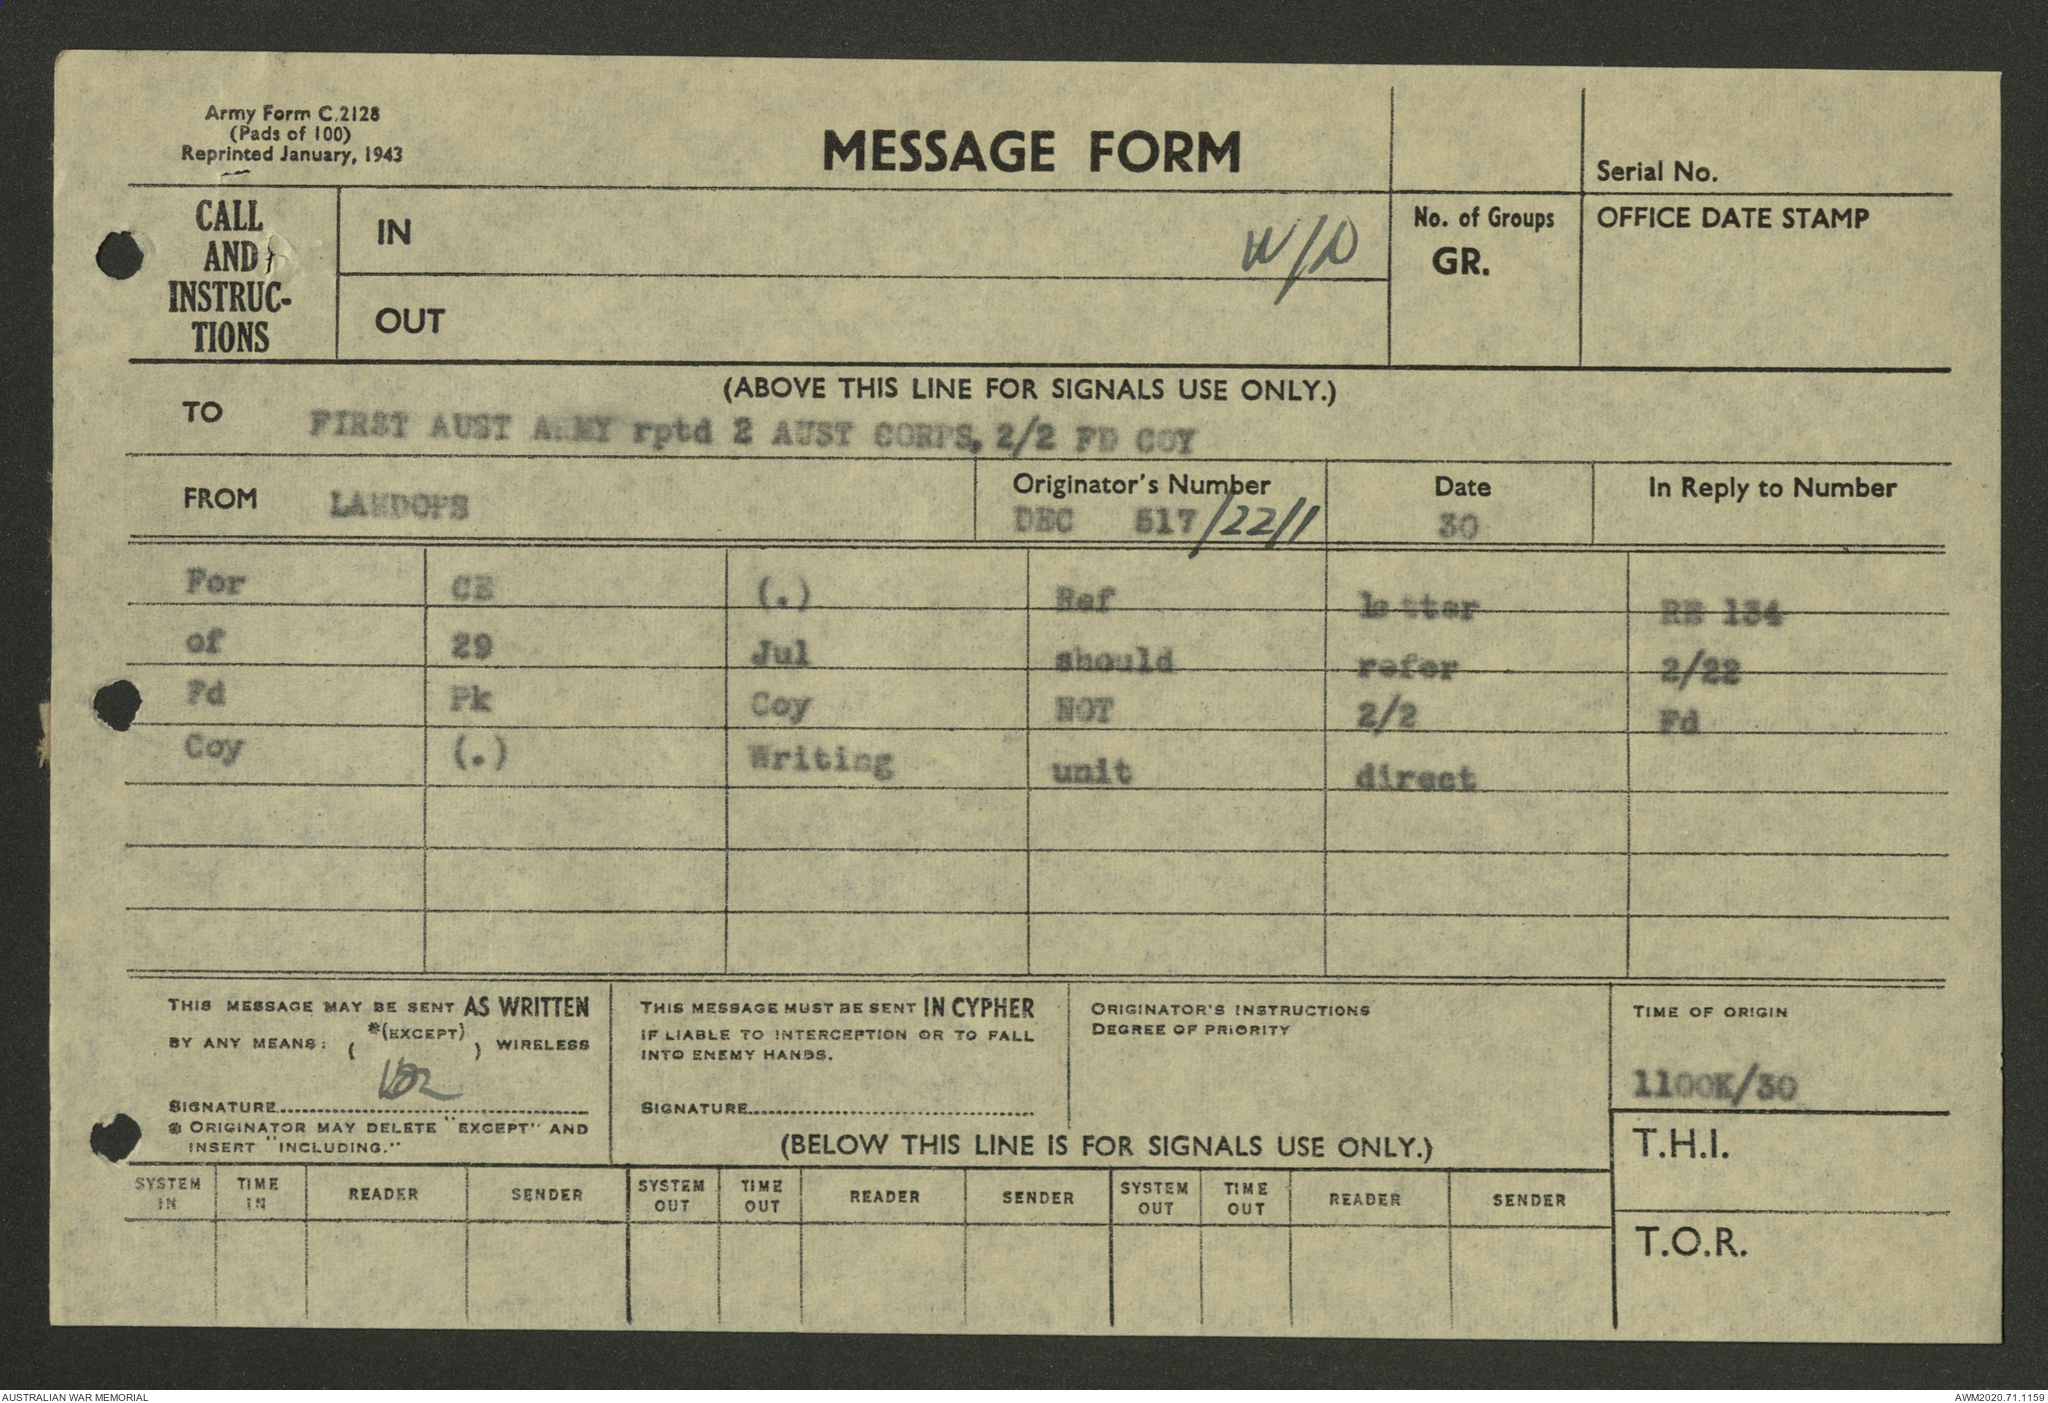 Army Form C.2128
(Pads of 100)
Reprinted January, 1943
MESSAGE FORM
Serial No.
CALL
AND
INSTRUC-
TIONS
IN
W/D
OUT
No. of Groups
GR.
OFFICE DATE STAMP
(ABOVE THIS LINE FOR SIGNALS USE ONLY.)
TO FIRST AUST ARMY rptd 2 AUST CORPS, 2/2 FD COY
FROM LANDOPS
Originator's Number
DEC 517/22/1
Date
30
In Reply to Number
For CE (.) Ref letter RE 134
of 29 Jul should refer 2/22
Fd Pk Coy NOT 2/2 Fd
Coy (.) Writing unit direct
THIS MESSAGE MAY BE SENT AS WRITTEN
BY ANY MEANS: ( *(EXCEPT) ) WIRELESS
SIGNATURE
* ORIGINATOR MAY DELETE "EXCEPT" AND
INSERT "INCLUDING."
THIS MESSAGE MUST BE SENT IN CYPHER
IF LIABLE TO INTERCEPTION OR TO FALL
INTO ENEMY HANDS.
SIGNATURE
ORIGINATOR'S INSTRUCTIONS
DEGREE OF PRIORITY
TIME OF ORIGIN
1100K/30
(BELOW THIS LINE IS FOR SIGNALS USE ONLY.)
T.H.I.
T.O.R.
SYSTEM IN TIME IN READER SENDER SYSTEM OUT TIME OUT READER SENDER SYSTEM OUT TIME OUT READER SENDER
AUSTRALIAN WAR MEMORIAL AWM2020.71.1159